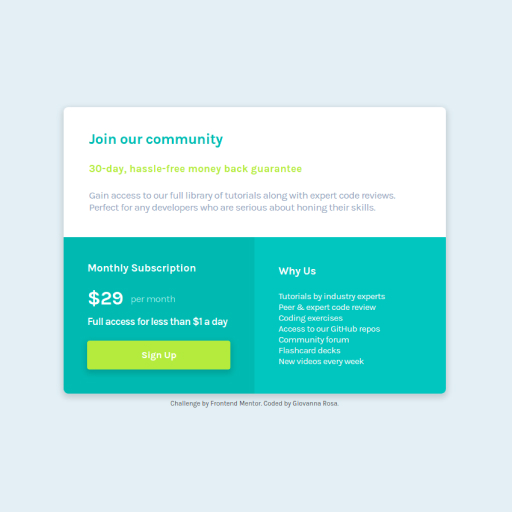 Join our community
30-day, hassle-free money back guarantee
Gain access to our full library of tutorials along with expert code reviews.
Perfect for any developers who are serious about honing their skills.
Monthly Subscription
$29 per month
Full access for less than $1 a day
Sign Up
Why Us
Tutorials by industry experts
Peer & expert code review
Coding exercises
Access to our GitHub repos
Community forum
Flashcard decks
New videos every week
Challenge by Frontend Mentor. Coded by Giovanna Rosa.